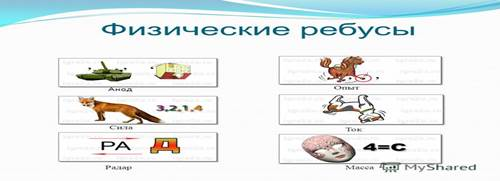 Физические ребусы
Анод
Опыт
3,2,1,4
Сила
Ток
РА Д
4=С
Радар
Масса
MyShared